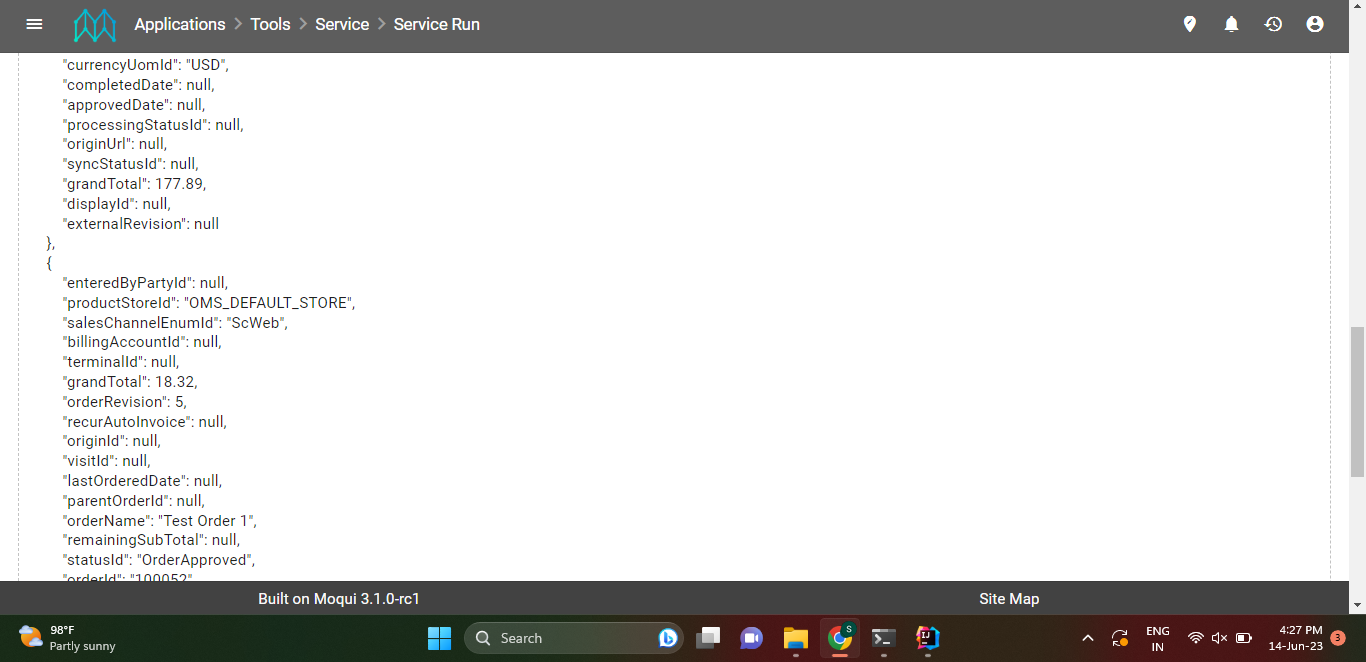 Applications > Tools > Service > Service Run
"currencyUomId": "USD",
"completedDate": null,
"approvedDate": null,
"processingStatusId": null,
"originUrl": null,
"syncStatusId": null,
"grandTotal": 177.89,
"displayId": null,
"externalRevision": null
},
{
"enteredByPartyId": null,
"productStoreId": "OMS_DEFAULT_STORE",
"salesChannelEnumId": "ScWeb",
"billingAccountId": null,
"terminalId": null,
"grandTotal": 18.32,
"orderRevision": 5,
"recurAutoInvoice": null,
"originId": null,
"visitId": null,
"lastOrderedDate": null,
"parentOrderId": null,
"orderName": "Test Order 1",
"remainingSubTotal": null,
"statusId": "OrderApproved",
"orderId": "100052"
Built on Moqui 3.1.0-rc1
Site Map
98°F
Partly sunny
Search
S
ENG
IN
4:27 PM
14-Jun-23
3